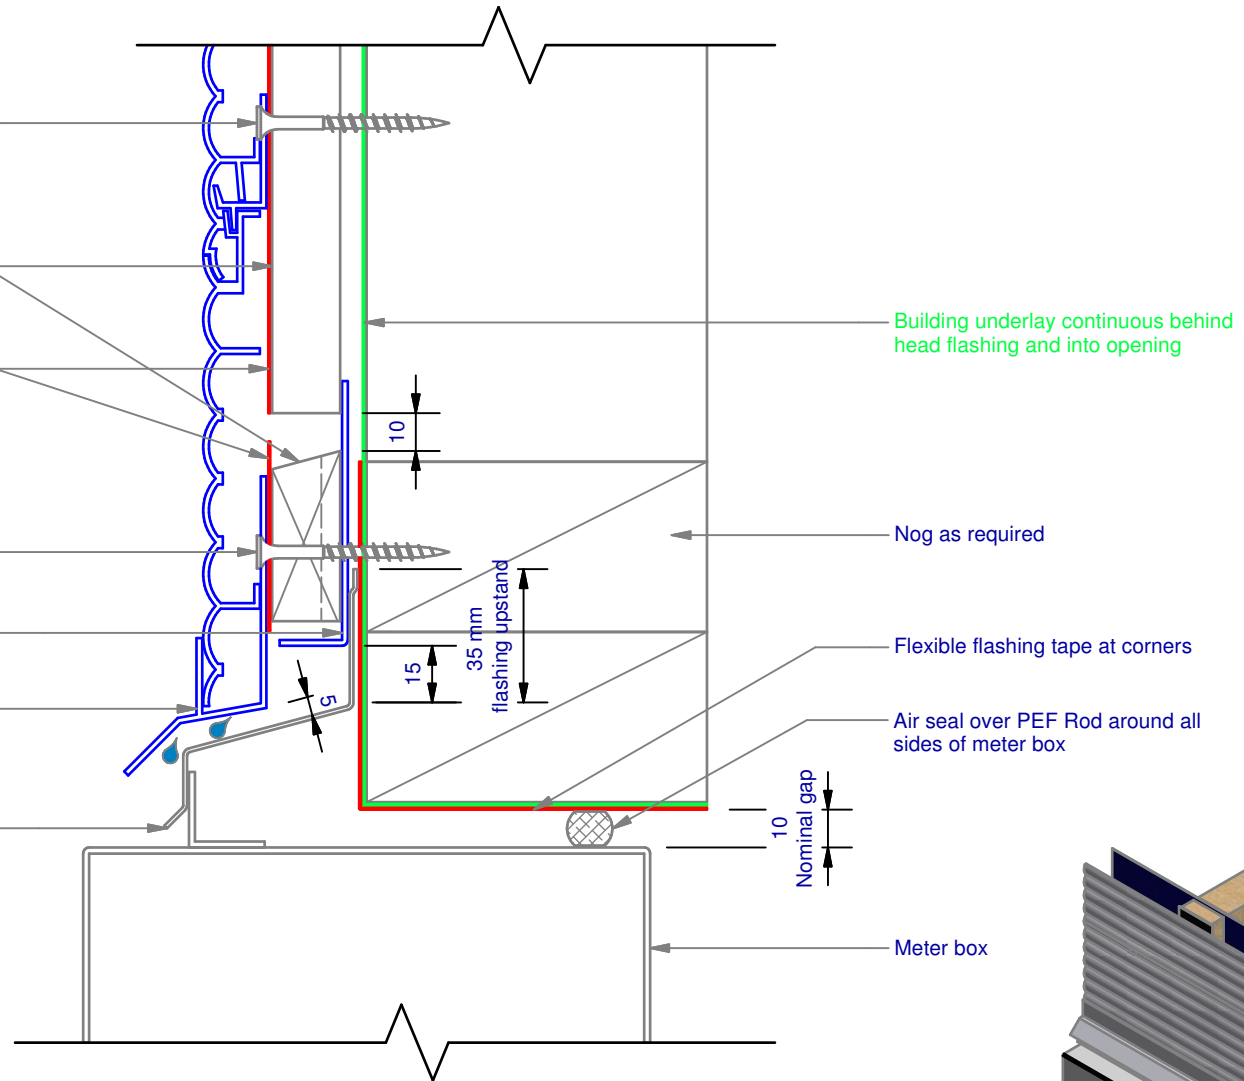 Building underlay continuous behind
head flashing and into opening
10
Nog as required
35 mm
flashing upstand
15
5
Flexible flashing tape at corners
Air seal over PEF Rod around all
sides of meter box
10
Nominal gap
Meter box